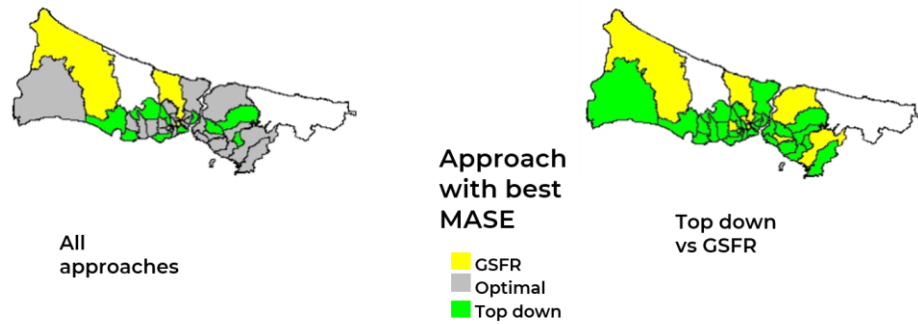 All
approaches
Approach
with best
MASE
GSFR
Optimal
Top down
Top down
vs GSFR